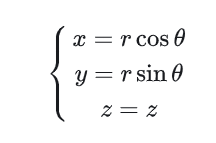 x = r cos θ
y = r sin θ
z = z